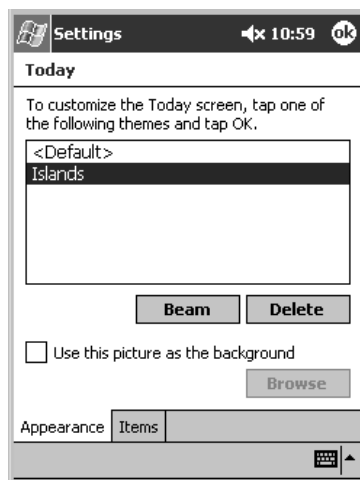 Settings 10:59 ok
Today
To customize the Today screen, tap one of
the following themes and tap OK.
<Default>
Islands
Beam Delete
Use this picture as the background
Browse
Appearance Items